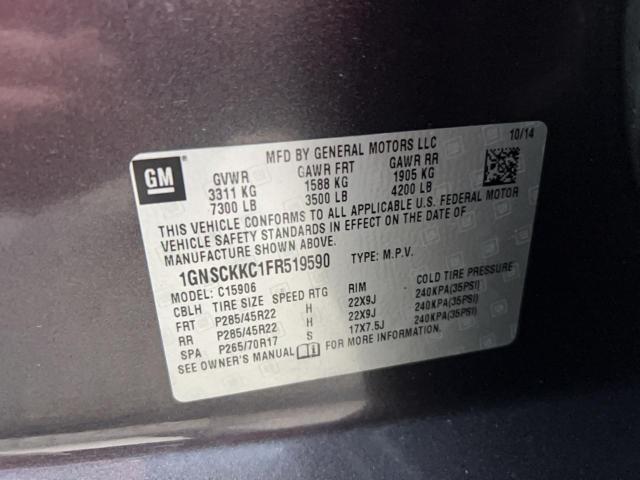 10/14
MFD BY GENERAL MOTORS LLC
GM
GVWR GAWR FRT GAWR RR
3311 KG 1588 KG 1905 KG
7300 LB 3500 LB 4200 LB
THIS VEHICLE CONFORMS TO ALL APPLICABLE U.S. FEDERAL MOTOR
VEHICLE SAFETY STANDARDS IN EFFECT ON THE DATE OF
MANUFACTURE SHOWN ABOVE.
1GNSCKKC1FR519590 TYPE: M.P.V.
MODEL: C15906
CBLH TIRE SIZE SPEED RTG RIM COLD TIRE PRESSURE
FRT P285/45R22 H 22X9J 240KPA(35PSI)
RR P285/45R22 H 22X9J 240KPA(35PSI)
SPA P265/70R17 S 17X7.5J 240KPA(35PSI)
SEE OWNER'S MANUAL FOR MORE INFORMATION.